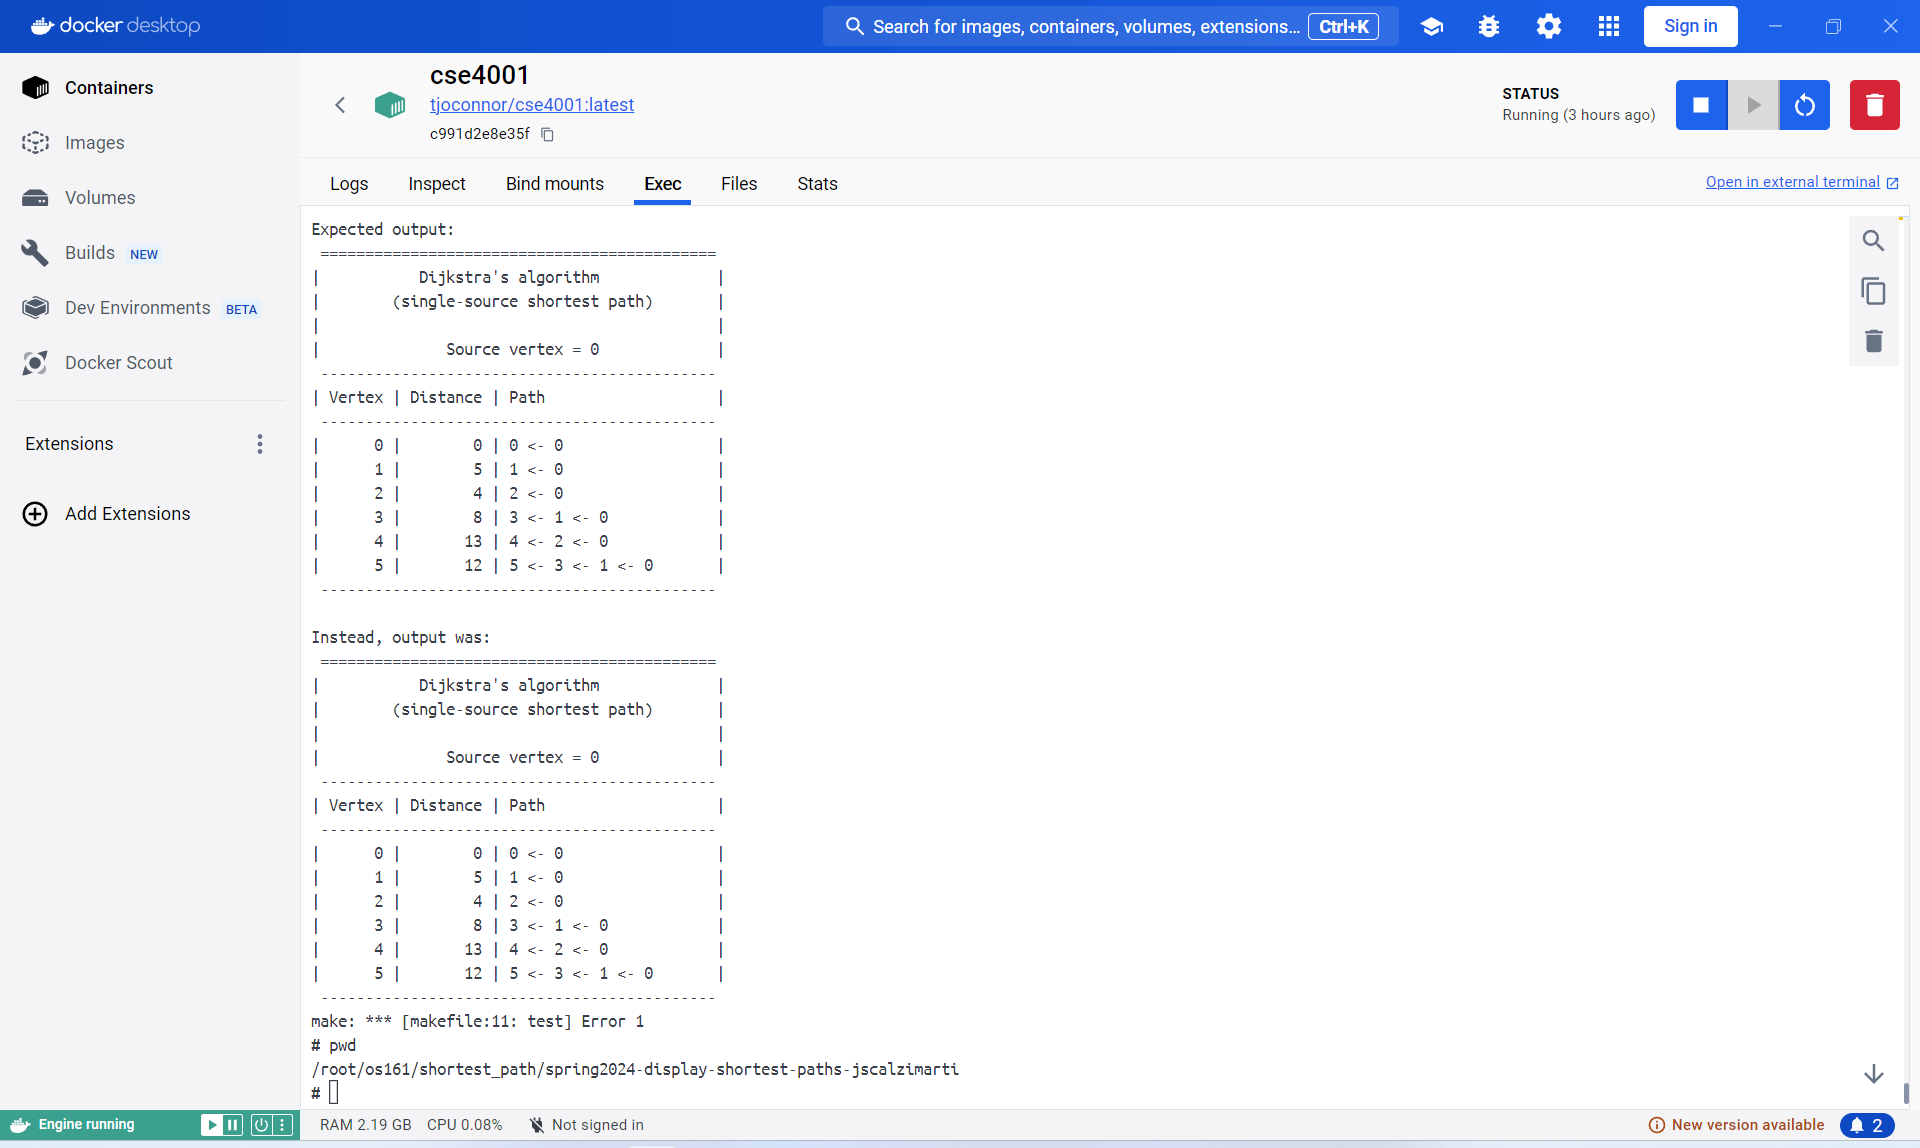 docker desktop
Search for images, containers, volumes, extensions... Ctrl+K
Sign in
Containers
Images
Volumes
Builds NEW
Dev Environments BETA
Docker Scout
Extensions
Add Extensions
cse4001
tjoconnor/cse4001:latest
c991d2e8e35f
STATUS
Running (3 hours ago)
Logs Inspect Bind mounts Exec Files Stats
Open in external terminal
Expected output:
============================================
|           Dijkstra's algorithm             |
|        (single-source shortest path)       |
|                                            |
|              Source vertex = 0             |
--------------------------------------------
| Vertex | Distance | Path                   |
--------------------------------------------
|      0 |        0 | 0 <- 0                 |
|      1 |        5 | 1 <- 0                 |
|      2 |        4 | 2 <- 0                 |
|      3 |        8 | 3 <- 1 <- 0            |
|      4 |       13 | 4 <- 2 <- 0            |
|      5 |       12 | 5 <- 3 <- 1 <- 0       |
--------------------------------------------
Instead, output was:
============================================
|           Dijkstra's algorithm             |
|        (single-source shortest path)       |
|                                            |
|              Source vertex = 0             |
--------------------------------------------
| Vertex | Distance | Path                   |
--------------------------------------------
|      0 |        0 | 0 <- 0                 |
|      1 |        5 | 1 <- 0                 |
|      2 |        4 | 2 <- 0                 |
|      3 |        8 | 3 <- 1 <- 0            |
|      4 |       13 | 4 <- 2 <- 0            |
|      5 |       12 | 5 <- 3 <- 1 <- 0       |
--------------------------------------------
make: *** [makefile:11: test] Error 1
# pwd
/root/os161/shortest_path/spring2024-display-shortest-paths-jscalzimarti
#
Engine running
RAM 2.19 GB CPU 0.08% Not signed in
New version available
2